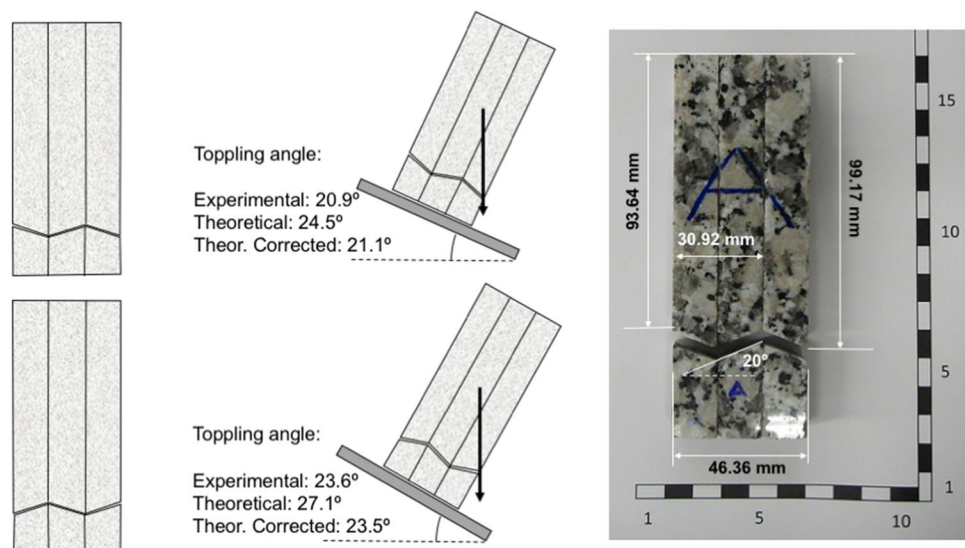 Toppling angle:
Experimental: 20.9º
Theoretical: 24.5º
Theor. Corrected: 21.1º
Toppling angle:
Experimental: 23.6º
Theoretical: 27.1º
Theor. Corrected: 23.5º
93.64 mm
99.17 mm
A
30.92 mm
20º
A
46.36 mm
15
10
5
1
1
5
10